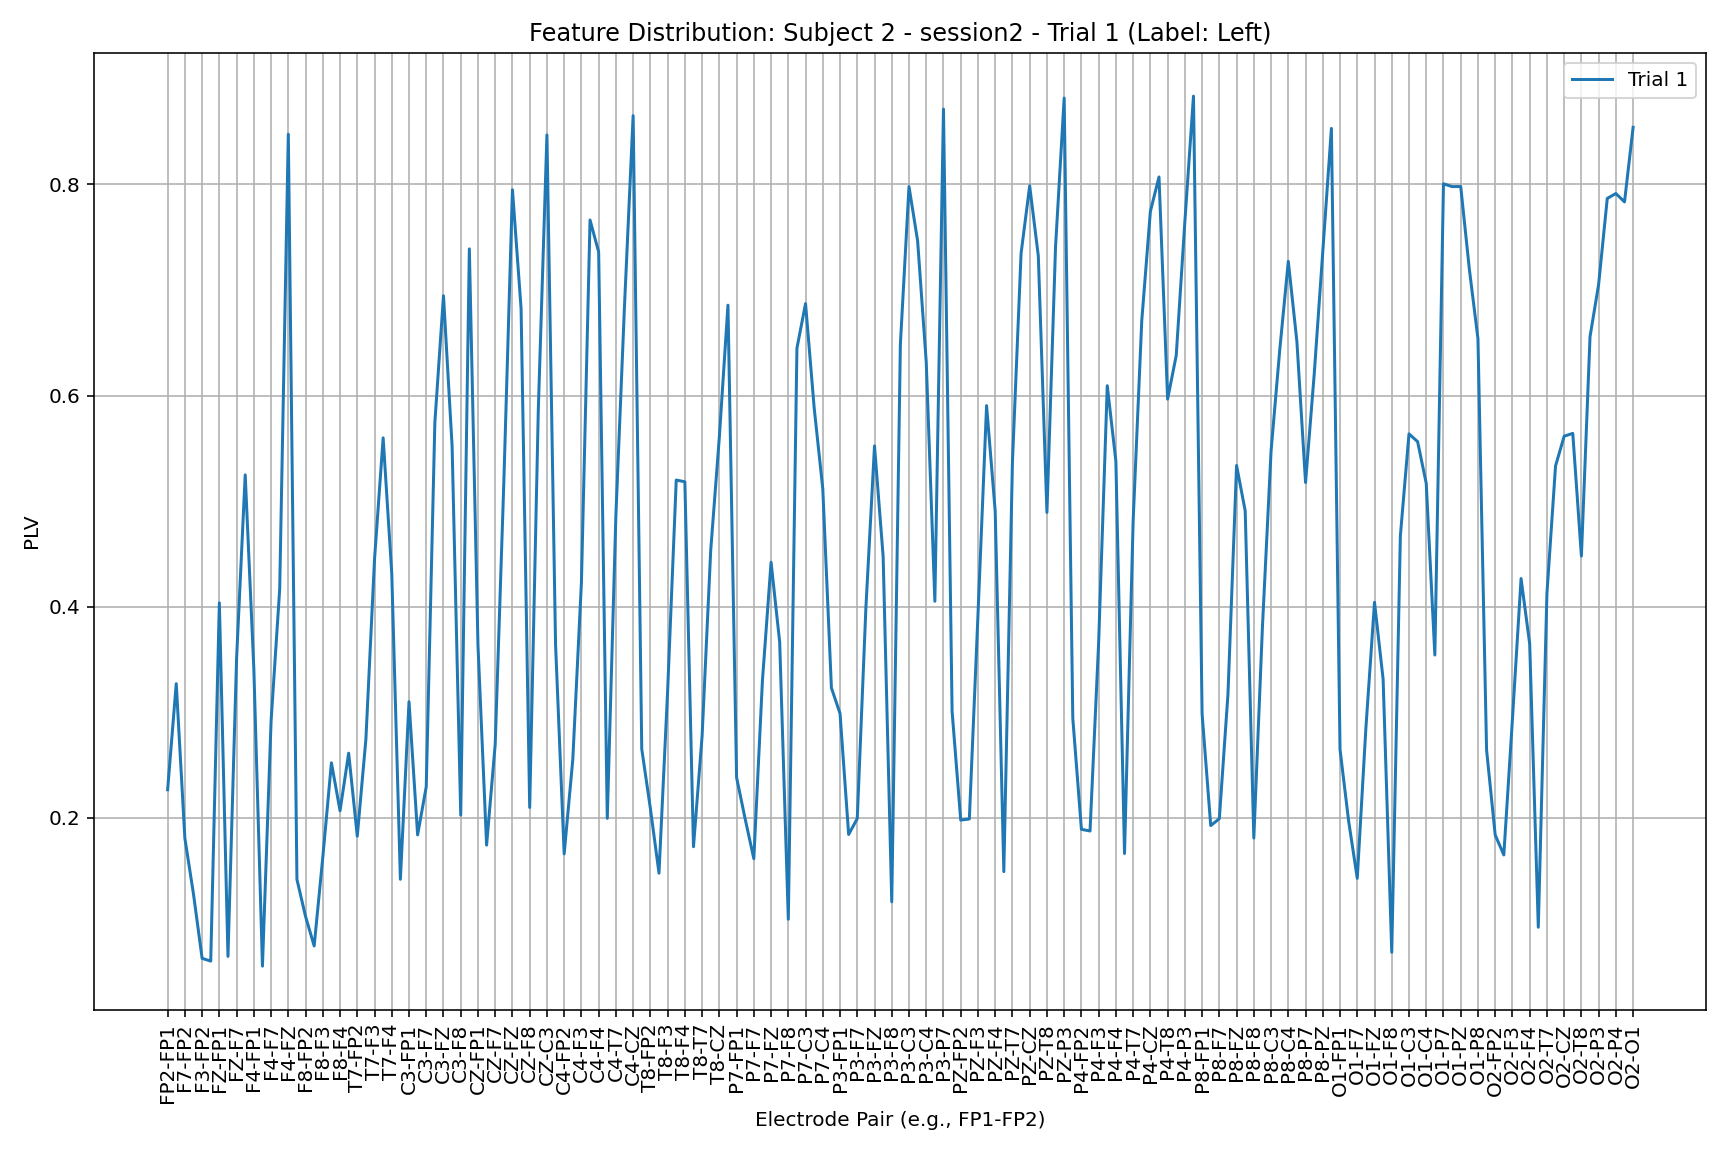 Feature Distribution: Subject 2 - session2 - Trial 1 (Label: Left)
Trial 1
PLV
0.8
0.6
0.4
0.2
FP2-FP1
F7-FP2
F3-FP2
FZ-FP1
FZ-F7
F4-FP1
F4-F7
F4-FZ
F8-FP2
F8-F3
F8-F4
T7-FP2
T7-F3
T7-F4
C3-FP1
C3-F7
C3-FZ
C3-F8
CZ-FP1
CZ-F7
CZ-FZ
CZ-F8
CZ-C3
C4-FP2
C4-F3
C4-F4
C4-T7
C4-CZ
T8-FP2
T8-F3
T8-F4
T8-T7
T8-CZ
P7-FP1
P7-F7
P7-FZ
P7-F8
P7-C3
P7-C4
P3-FP1
P3-F7
P3-FZ
P3-F8
P3-C3
P3-C4
P3-P7
PZ-FP2
PZ-F3
PZ-F4
PZ-T7
PZ-CZ
PZ-T8
PZ-P3
P4-FP2
P4-F3
P4-F4
P4-T7
P4-CZ
P4-T8
P4-P3
P8-FP1
P8-F7
P8-FZ
P8-F8
P8-C3
P8-C4
P8-P7
P8-PZ
O1-FP1
O1-F7
O1-FZ
O1-F8
O1-C3
O1-C4
O1-P7
O1-PZ
O1-P8
O2-FP2
O2-F3
O2-F4
O2-T7
O2-CZ
O2-T8
O2-P3
O2-P4
O2-O1
Electrode Pair (e.g., FP1-FP2)